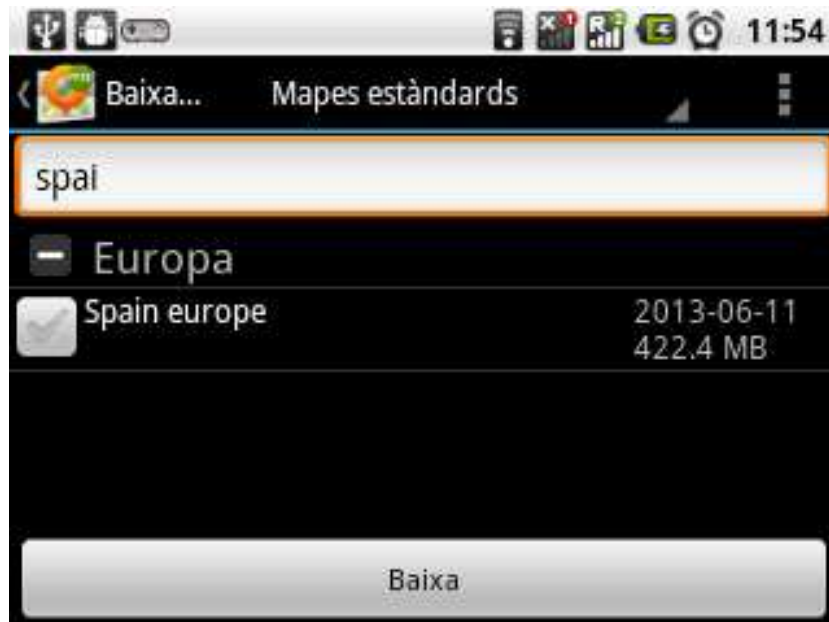 11:54
Baixa... Mapes estàndards
spai
Europa
Spain europe 2013-06-11
422.4 MB
Baixa